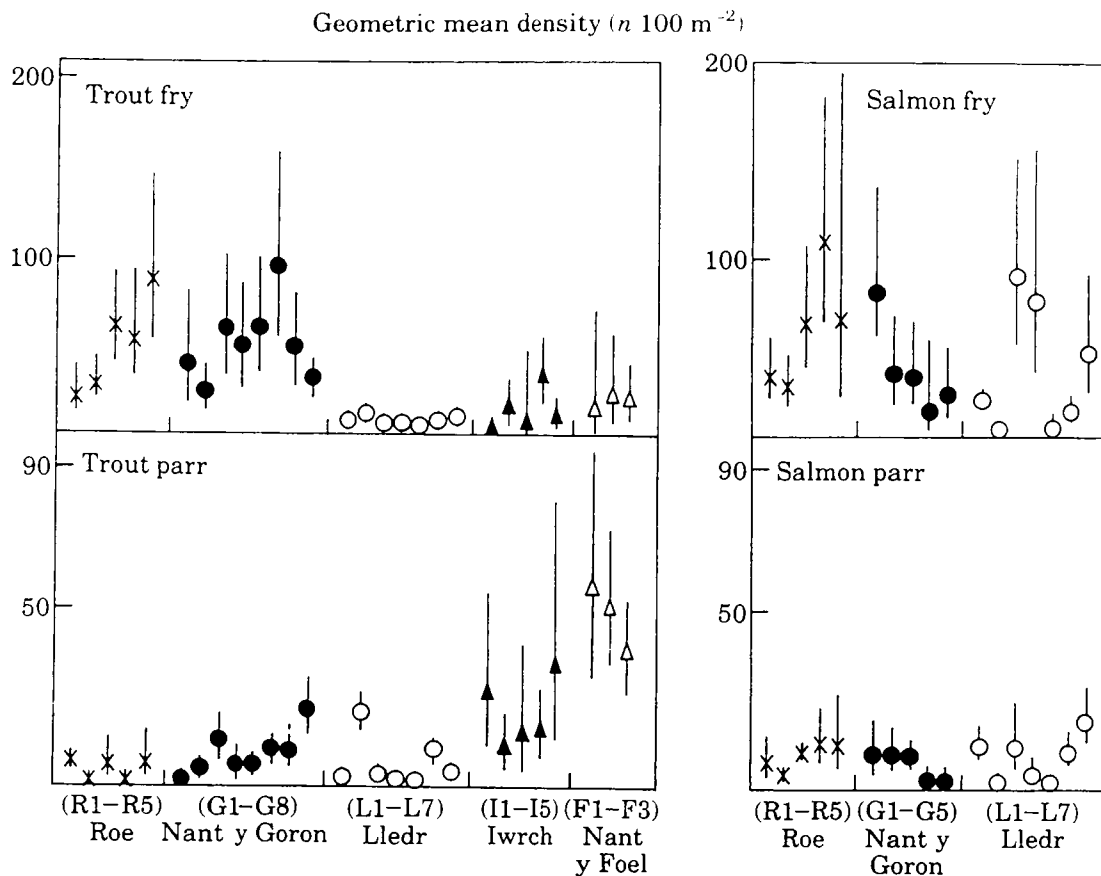 Geometric mean density (n 100 m⁻²)
200
Trout fry
100
Trout parr
90
50
(R1–R5) (G1–G8) (L1–L7) (I1–I5) (F1–F3)
Roe Nant y Goron Lledr Iwrch Nant
y Foel
200
Salmon fry
100
Salmon parr
90
50
(R1–R5) (G1–G5) (L1–L7)
Roe Nant y Lledr
Goron